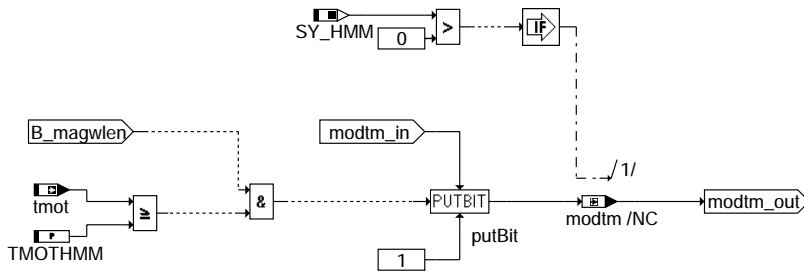 SY_HMM
0
>
IF
B_magwlen
modtm_in
/1/
tmot
&
PUTBIT
modtm /NC
modtm_out
≥
P
TMOTHMM
putBit
1